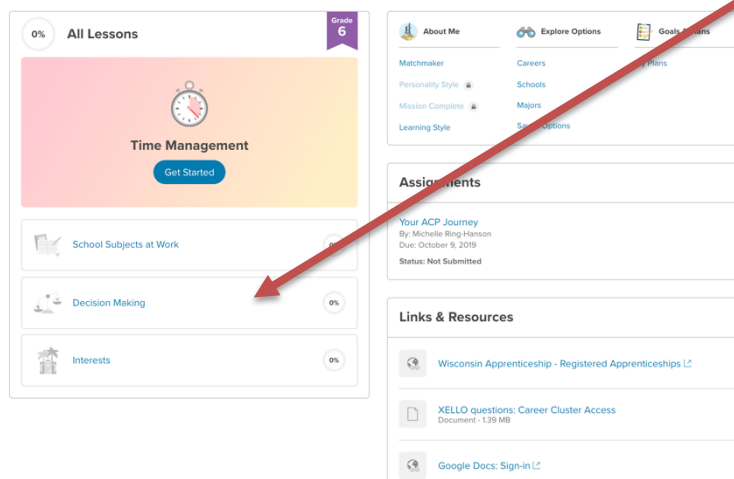 0%
All Lessons
Grade
6
Time Management
Get Started
School Subjects at Work
Decision Making
0%
Interests
0%
About Me
Explore Options
Goals
Matchmaker
Careers
Plans
Personality Style
Schools
Mission Complete
Majors
Learning Style
Options
Assignments
Your ACP Journey
By: Michelle Ring-Hanson
Due: October 9, 2019
Status: Not Submitted
Links & Resources
Wisconsin Apprenticeship - Registered Apprenticeships
XELLO questions: Career Cluster Access
Document - 1.39 MB
Google Docs: Sign-in